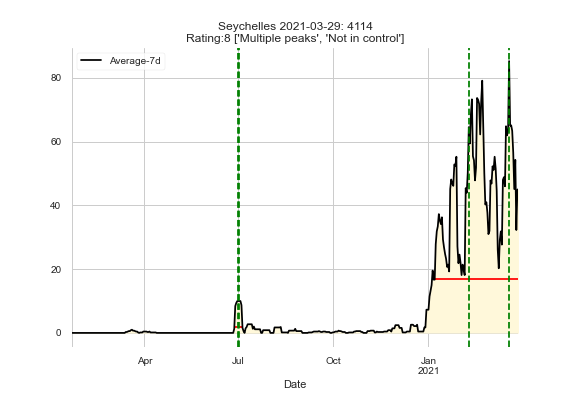 Seychelles 2021-03-29: 4114
Rating:8 ['Multiple peaks', 'Not in control']
Average-7d
80
60
40
20
0
Apr
Jul
Oct
Jan
2021
Date